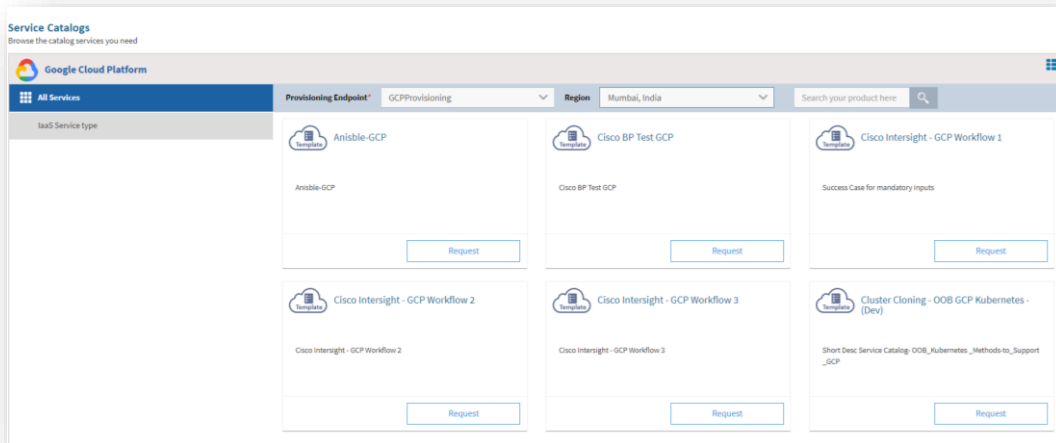 Service Catalogs
Browse the catalog services you need
Google Cloud Platform
All Services
IaaS Service type
Provisioning Endpoint* GCPProvisioning Region Mumbai, India Search your product here
Template Anisble-GCP
Anisble-GCP
Request
Template Cisco BP Test GCP
Cisco BP Test GCP
Request
Template Cisco Intersight - GCP Workflow 1
Success Case for mandatory inputs
Request
Template Cisco Intersight - GCP Workflow 2
Cisco Intersight - GCP Workflow 2
Request
Template Cisco Intersight - GCP Workflow 3
Cisco Intersight - GCP Workflow 3
Request
Template Cluster Cloning - OOB GCP Kubernetes -
(Dev)
Short Desc Service Catalog- OOB_Kubernetes _Methods-to_Support
_GCP
Request